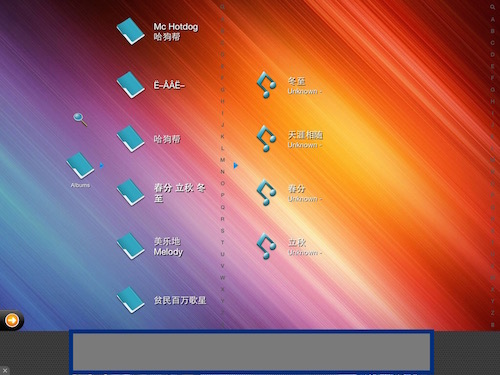 Mc Hotdog
哈狗帮
Ë-ÂÂË-
哈狗帮
春分 立秋 冬
至
美乐地
Melody
贫民百万歌星
Albums
冬至
Unknown -
天涯相随
Unknown -
春分
Unknown -
立秋
Unknown -
A
B
C
D
E
F
G
H
I
J
K
L
M
N
O
P
Q
R
S
T
U
V
W
X
Y